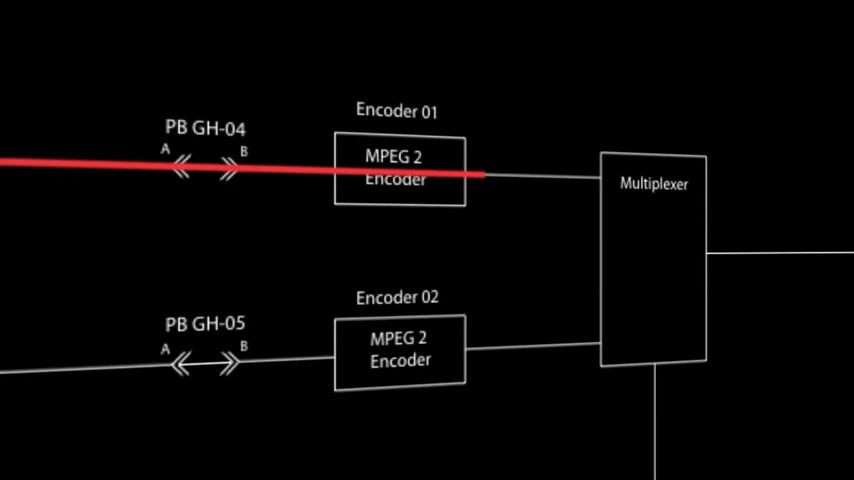 Encoder 01
PB GH-04
A B
MPEG 2
Encoder
Multiplexer
Encoder 02
PB GH-05
A B
MPEG 2
Encoder